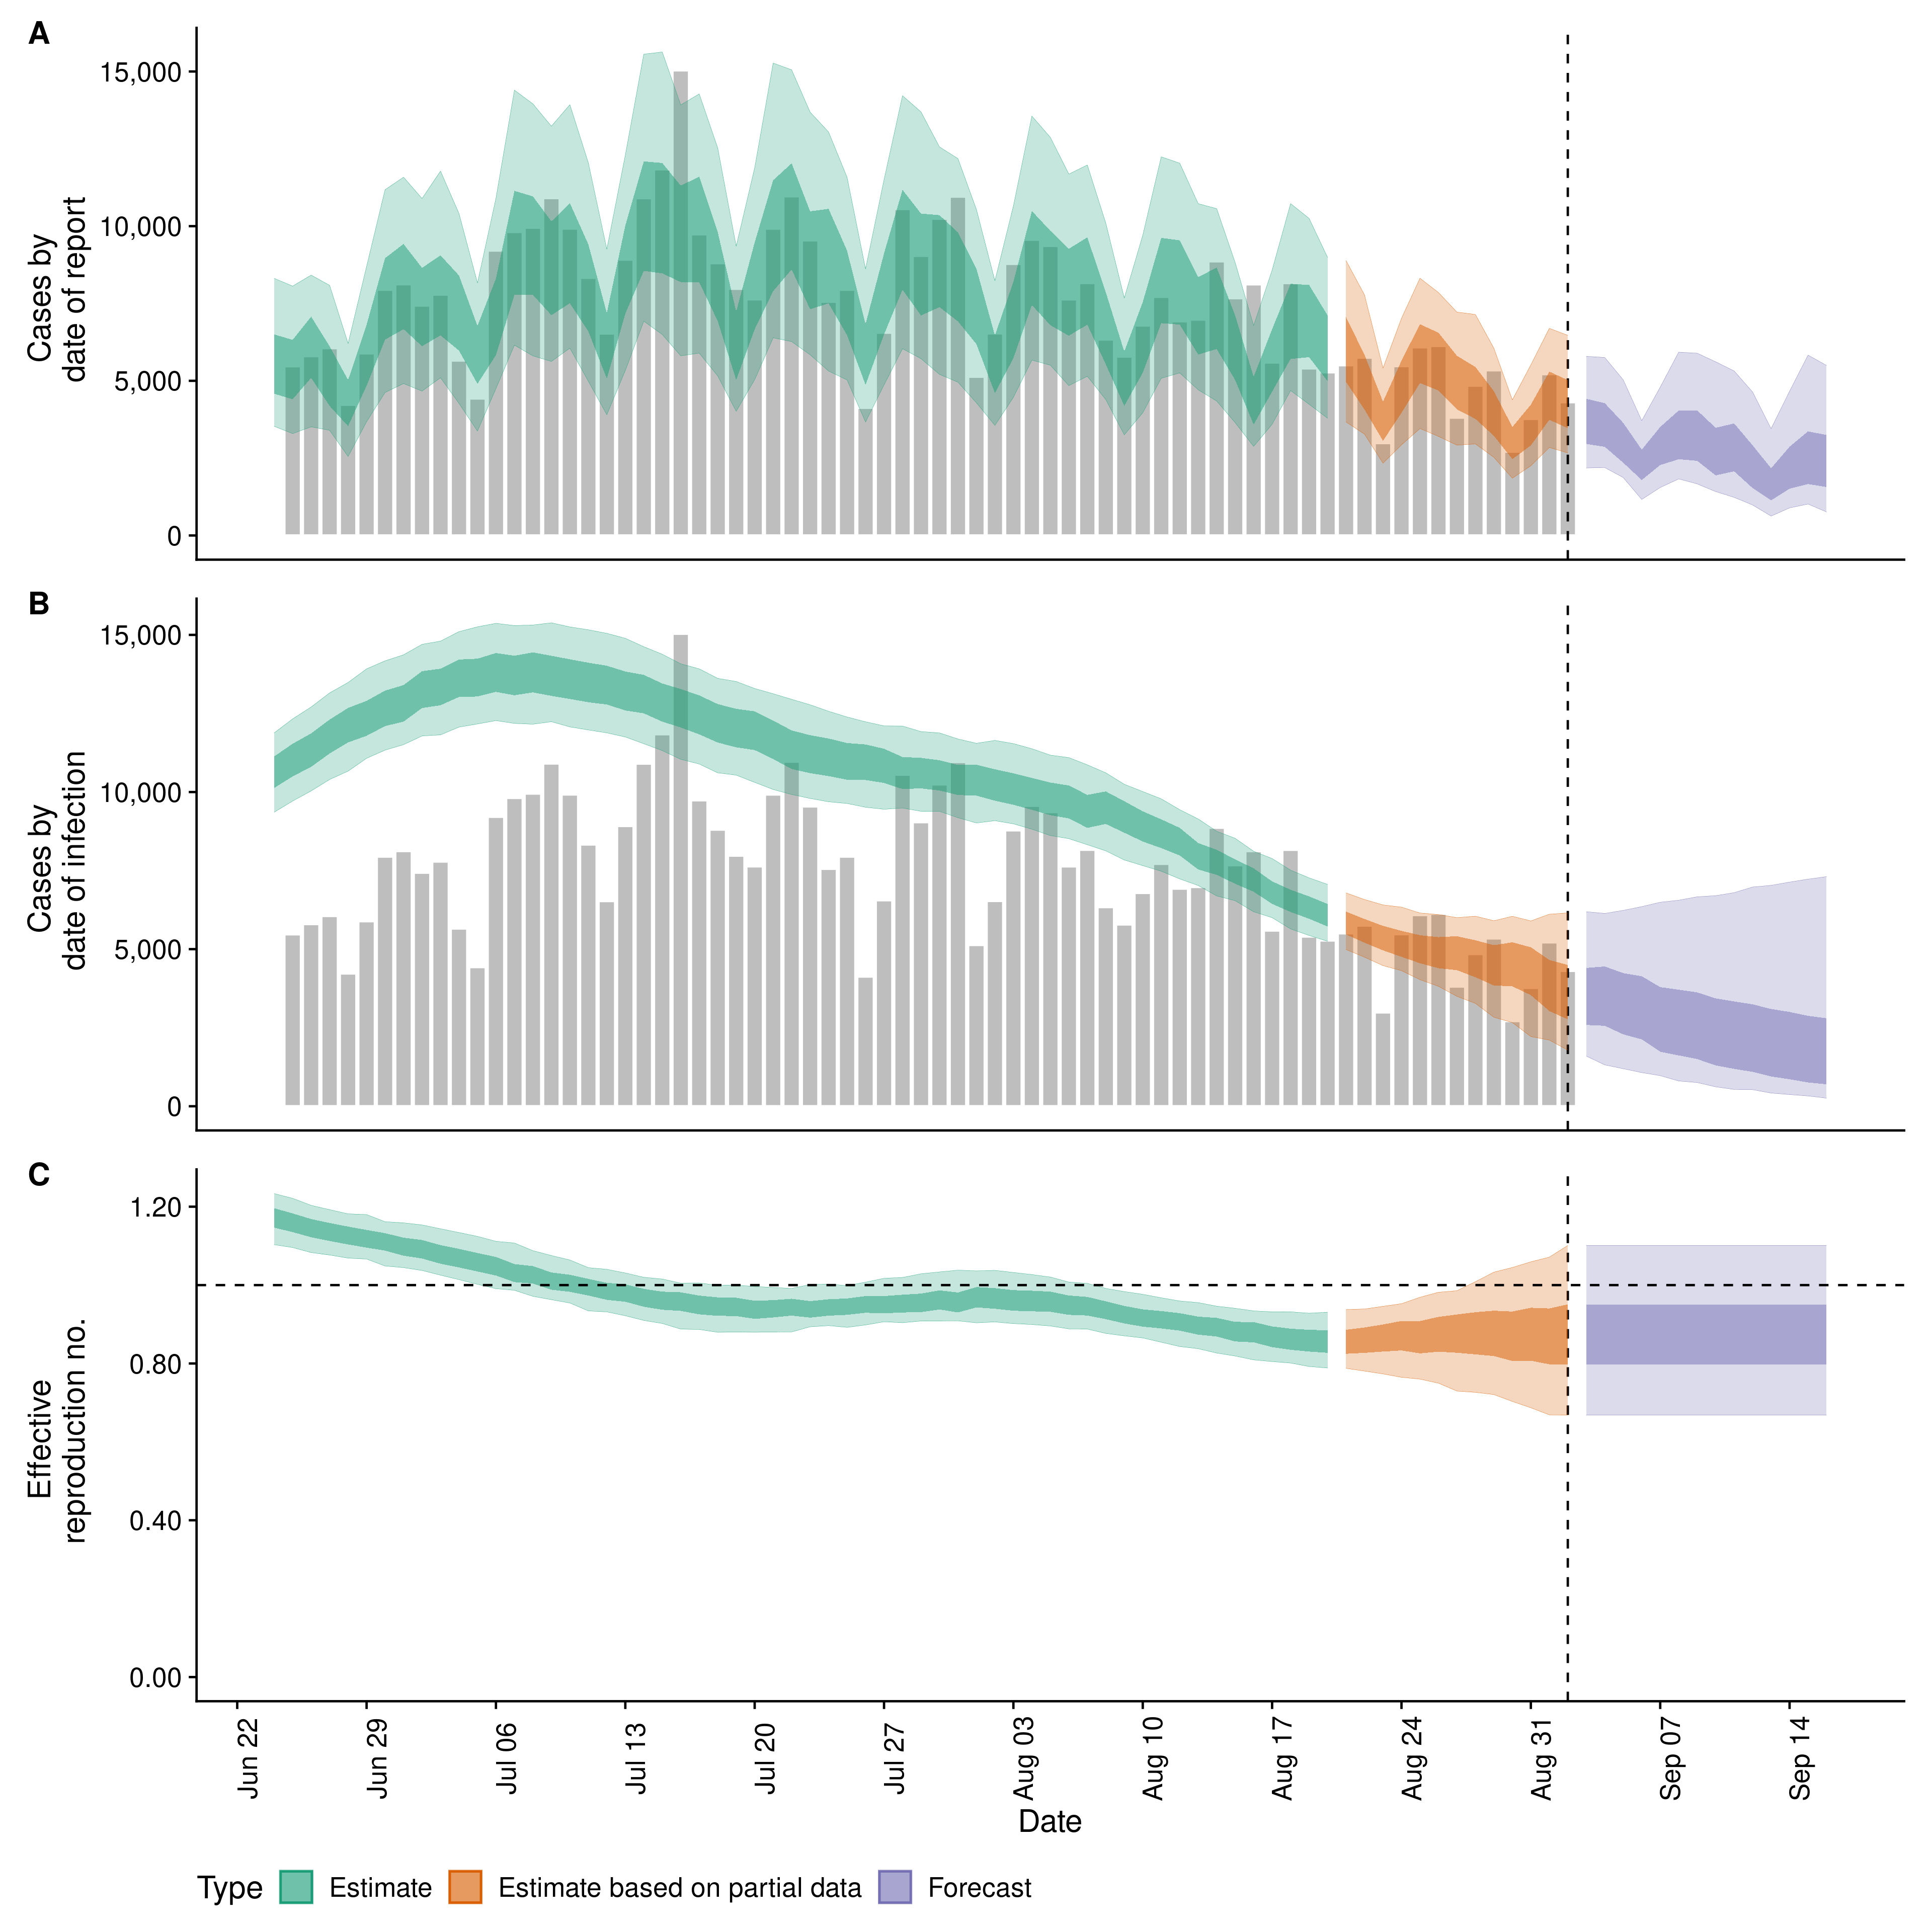 A
Cases by
date of report
15,000
10,000
5,000
0
B
Cases by
date of infection
15,000
10,000
5,000
0
C
Effective
reproduction no.
1.20
0.80
0.40
0.00
Jun 22
Jun 29
Jul 06
Jul 13
Jul 20
Jul 27
Aug 03
Aug 10
Aug 17
Aug 24
Aug 31
Sep 07
Sep 14
Date
Type
Estimate
Estimate based on partial data
Forecast